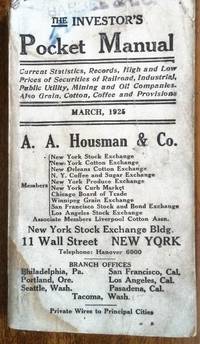 THE INVESTOR'S
Pocket Manual
Current Statistics, Records, High and Low
Prices of Securities of Railroad, Industrial,
Public Utility, Mining and Oil Companies.
Also Grain, Cotton, Coffee and Provisions
MARCH, 1925
A. A. Housman & Co.
New York Stock Exchange
New York Cotton Exchange
New Orleans Cotton Exchange
N. Y. Coffee and Sugar Exchange
New York Produce Exchange
Members New York Curb Market
Chicago Board of Trade
Winnipeg Grain Exchange
San Francisco Stock and Bond Exchange
Los Angeles Stock Exchange
Associate Members Liverpool Cotton Assn.
New York Stock Exchange Bldg.
11 Wall Street NEW YORK
Telephone: Hanover 6000
BRANCH OFFICES
Philadelphia, Pa. San Francisco, Cal.
Portland, Ore. Los Angeles, Cal.
Seattle, Wash. Pasadena, Cal.
Tacoma, Wash.
Private Wires to Principal Cities